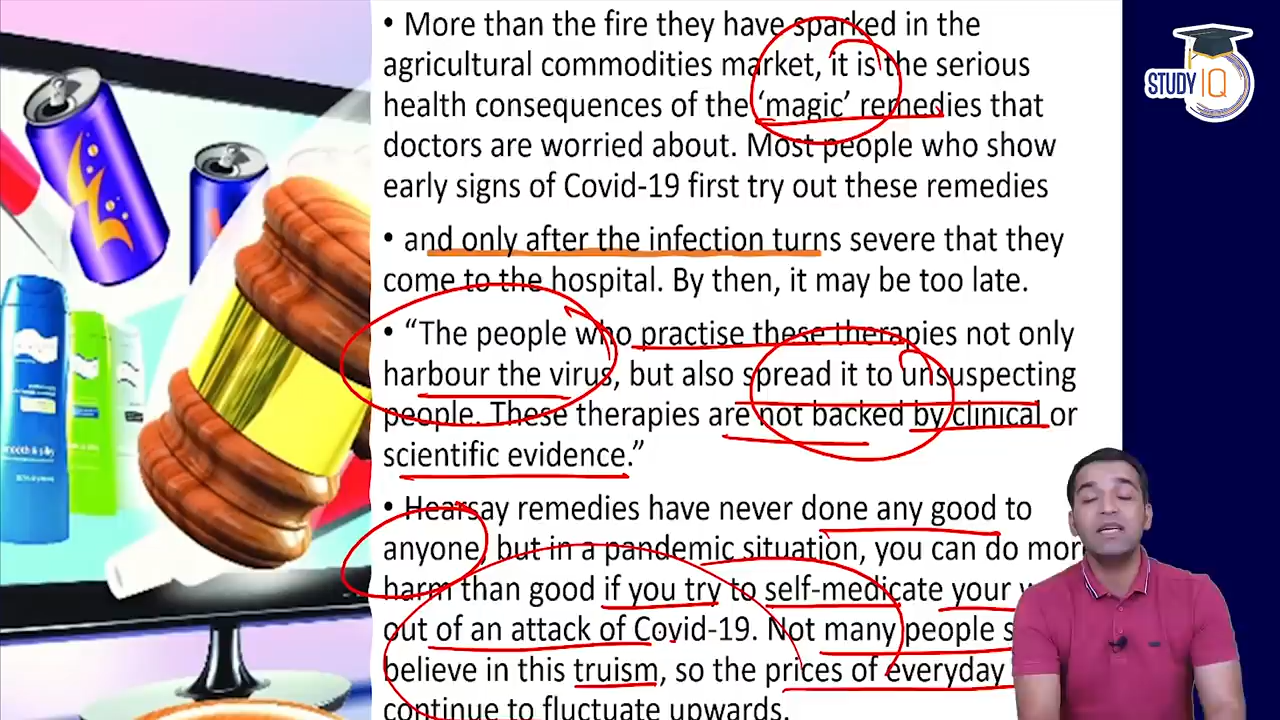 • More than the fire they have sparked in the
agricultural commodities market, it is the serious
health consequences of the ‘magic’ remedies that
doctors are worried about. Most people who show
early signs of Covid-19 first try out these remedies
• and only after the infection turns severe that they
come to the hospital. By then, it may be too late.
• “The people who practise these therapies not only
harbour the virus, but also spread it to unsuspecting
people. These therapies are not backed by clinical or
scientific evidence.”
• Hearsay remedies have never done any good to
anyone, but in a pandemic situation, you can do mor
harm than good if you try to self-medicate your
out of an attack of Covid-19. Not many people s
believe in this truism, so the prices of everyday
continue to fluctuate upwards.
STUDY IQ